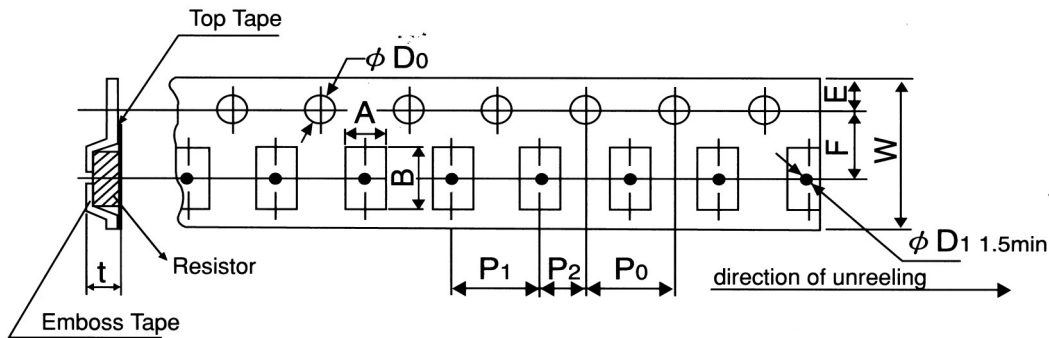 Top Tape
φ D0
A
B
E
F
W
t
Resistor
Emboss Tape
P1
P2
P0
φ D1 1.5min
direction of unreeling